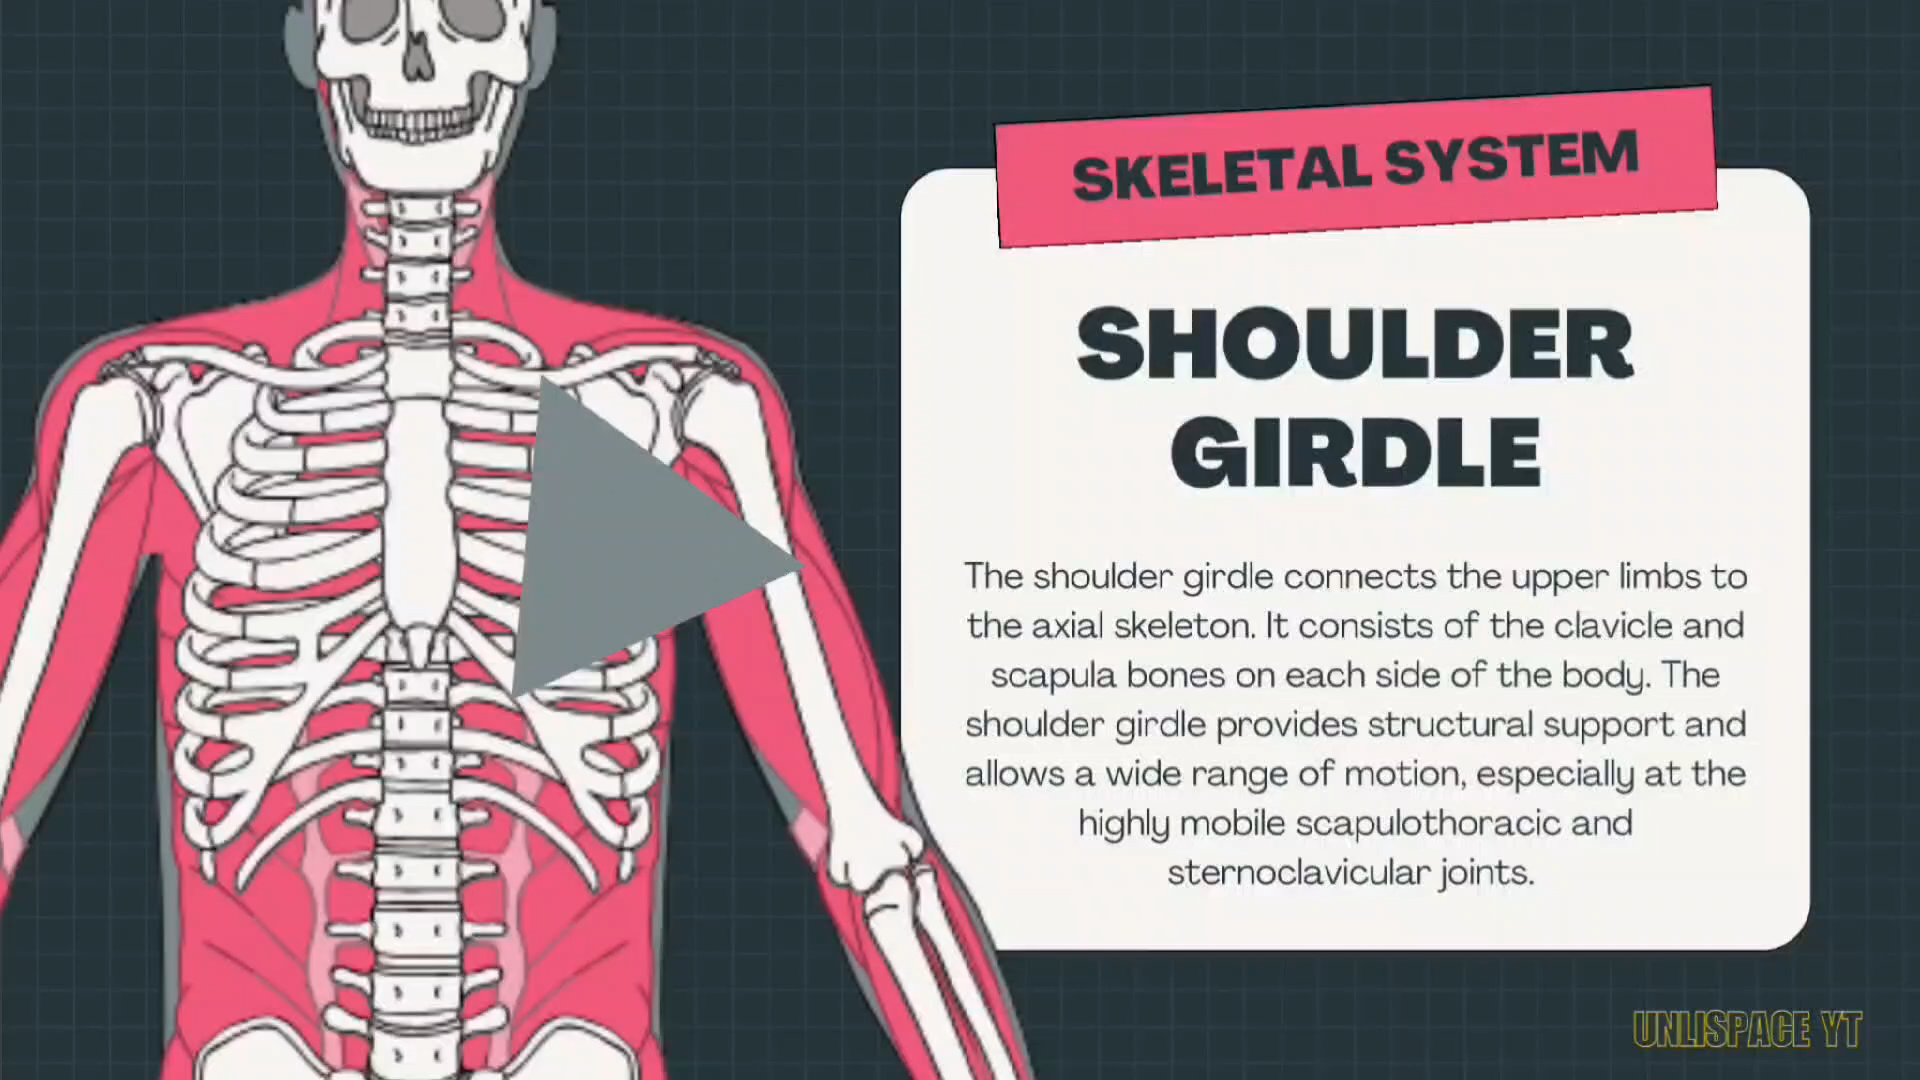 SKELETAL SYSTEM
SHOULDER
GIRDLE
The shoulder girdle connects the upper limbs to
the axial skeleton. It consists of the clavicle and
scapula bones on each side of the body. The
shoulder girdle provides structural support and
allows a wide range of motion, especially at the
highly mobile scapulothoracic and
sternoclavicular joints.
UNLISPACE YT